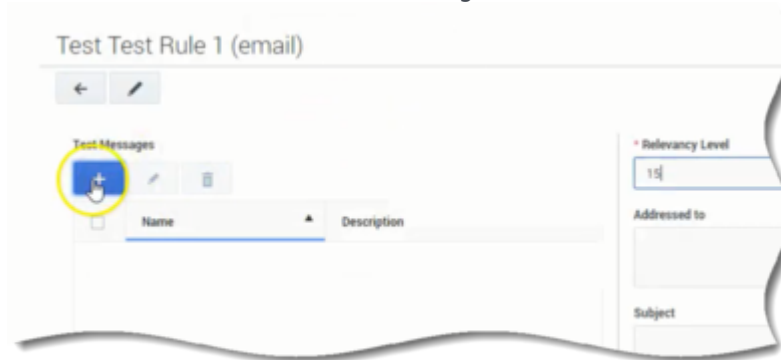 Test Test Rule 1 (email)
Test Messages
Name
Description
* Relevancy Level
15
Addressed to
Subject